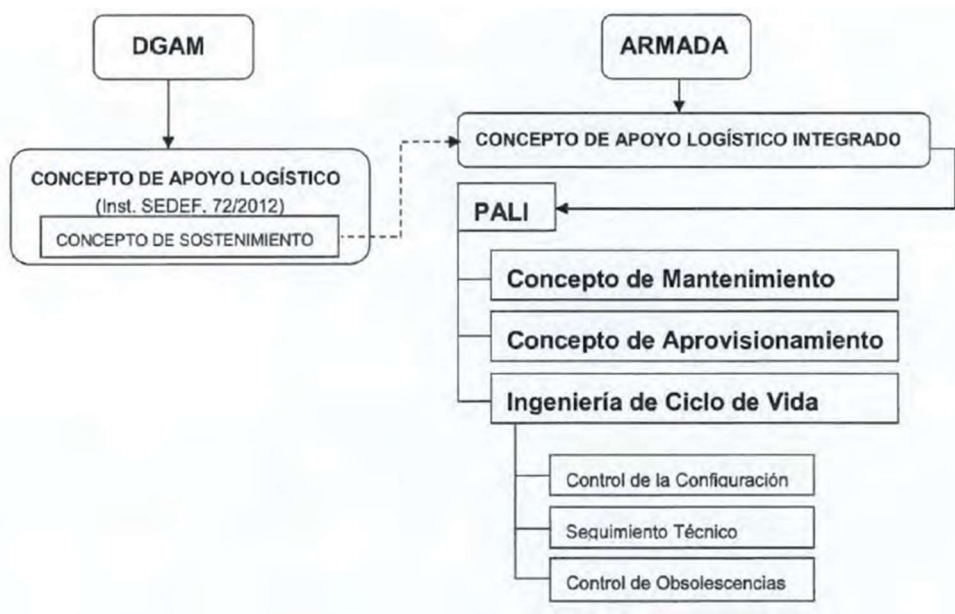 DGAM
ARMADA
CONCEPTO DE APOYO LOGÍSTICO
(Inst. SEDEF. 72/2012)
CONCEPTO DE SOSTENIMIENTO
CONCEPTO DE APOYO LOGÍSTICO INTEGRADO
PALI
Concepto de Mantenimiento
Concepto de Aprovisionamiento
Ingeniería de Ciclo de Vida
Control de la Configuración
Seguimiento Técnico
Control de Obsolescencias